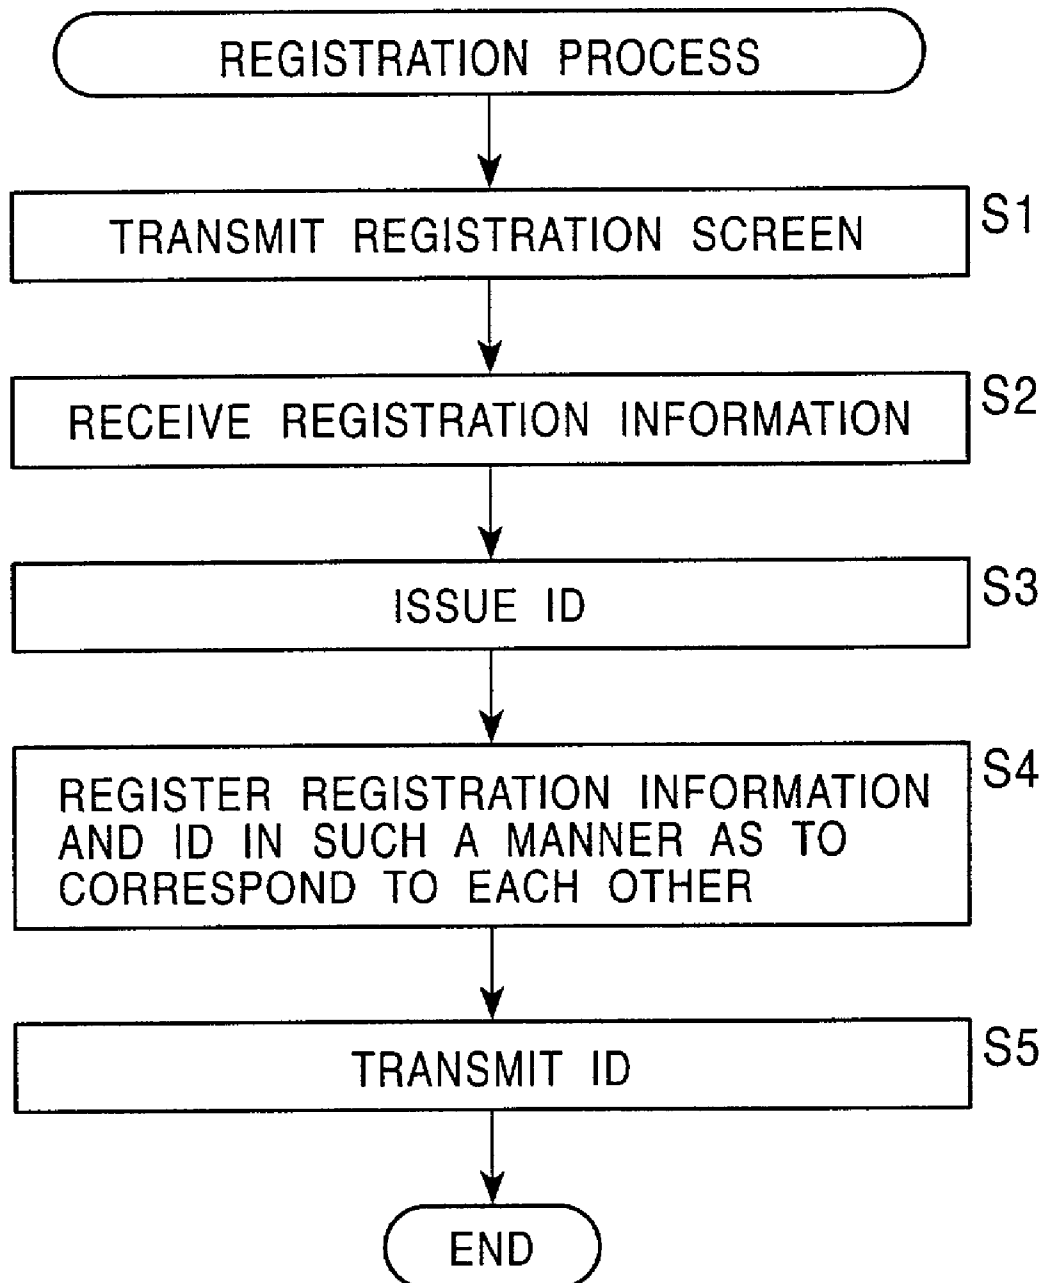 REGISTRATION PROCESS
TRANSMIT REGISTRATION SCREEN
S1
RECEIVE REGISTRATION INFORMATION
S2
ISSUE ID
S3
REGISTER REGISTRATION INFORMATION
AND ID IN SUCH A MANNER AS TO
CORRESPOND TO EACH OTHER
S4
TRANSMIT ID
S5
END